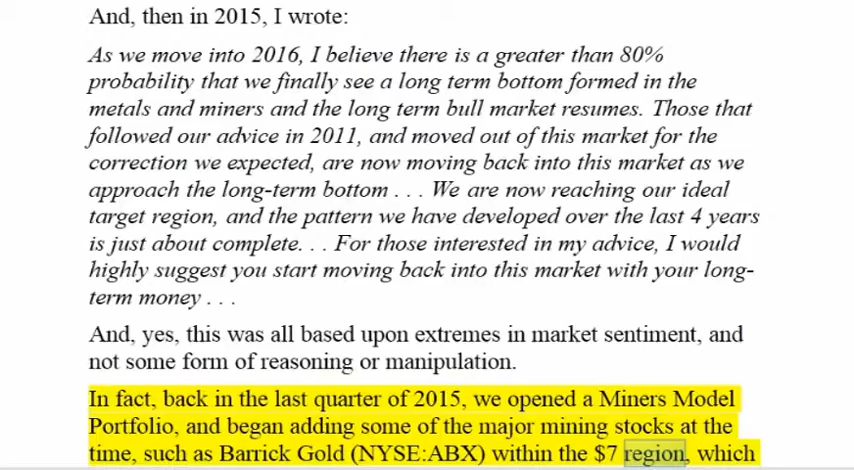 And, then in 2015, I wrote:
As we move into 2016, I believe there is a greater than 80%
probability that we finally see a long term bottom formed in the
metals and miners and the long term bull market resumes. Those that
followed our advice in 2011, and moved out of this market for the
correction we expected, are now moving back into this market as we
approach the long-term bottom . . . We are now reaching our ideal
target region, and the pattern we have developed over the last 4 years
is just about complete. . . For those interested in my advice, I would
highly suggest you start moving back into this market with your long-
term money . . .
And, yes, this was all based upon extremes in market sentiment, and
not some form of reasoning or manipulation.
In fact, back in the last quarter of 2015, we opened a Miners Model
Portfolio, and began adding some of the major mining stocks at the
time, such as Barrick Gold (NYSE:ABX) within the $7 region, which